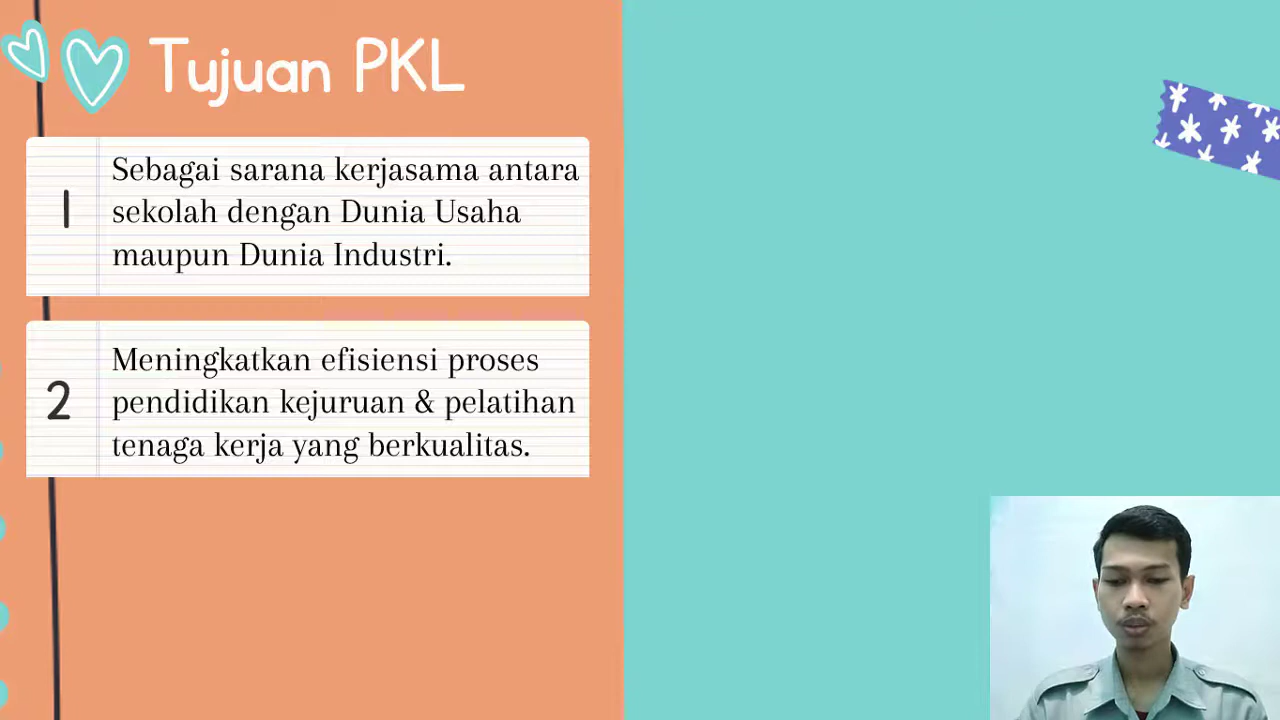 Tujuan PKL
1
Sebagai sarana kerjasama antara
sekolah dengan Dunia Usaha
maupun Dunia Industri.
2
Meningkatkan efisiensi proses
pendidikan kejuruan & pelatihan
tenaga kerja yang berkualitas.